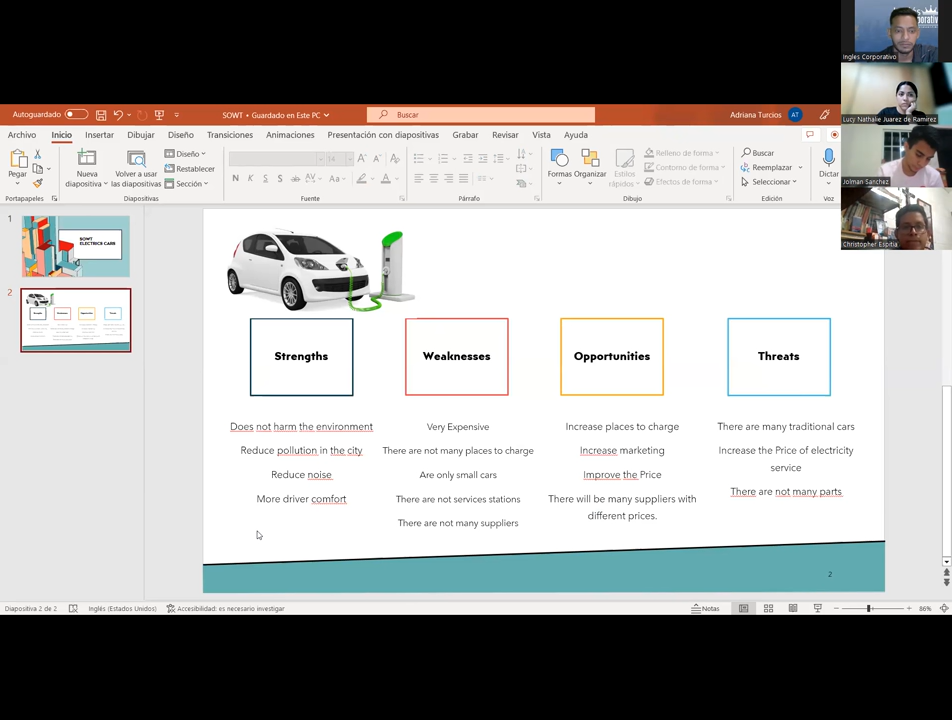 Ingles Corporativo
Lucy Nathalie Juarez de Ramirez
Jolman Sanchez
Christopher Espitia
Autoguardado
SOWT • Guardado en Este PC
Buscar
Adriana Turcios
AT
Archivo
Inicio
Insertar
Dibujar
Diseño
Transiciones
Animaciones
Presentación con diapositivas
Grabar
Revisar
Vista
Ayuda
Pegar
Nueva
diapositiva
Volver a usar
las diapositivas
Diseño
Restablecer
Sección
N
K
S
S
ab
AV
Aa
A
Formas
Organizar
Estilos
rápidos
Relleno de forma
Contorno de forma
Efectos de forma
Buscar
Reemplazar
Seleccionar
Dictar
Portapapeles
Diapositivas
Fuente
Párrafo
Dibujo
Edición
Voz
1
SOWT
ELECTRICS CARS
2
Strengths
Weaknesses
Opportunities
Threats
Does not harm the environment
Reduce pollution in the city
Reduce noise
More driver comfort
Very Expensive
There are not many places to charge
Are only small cars
There are not services stations
There are not many suppliers
Increase places to charge
Increase marketing
Improve the Price
There will be many suppliers with
different prices.
There are many traditional cars
Increase the Price of electricity
service
There are not many parts
2
Diapositiva 2 de 2
Inglés (Estados Unidos)
Accesibilidad: es necesario investigar
Notas
86%